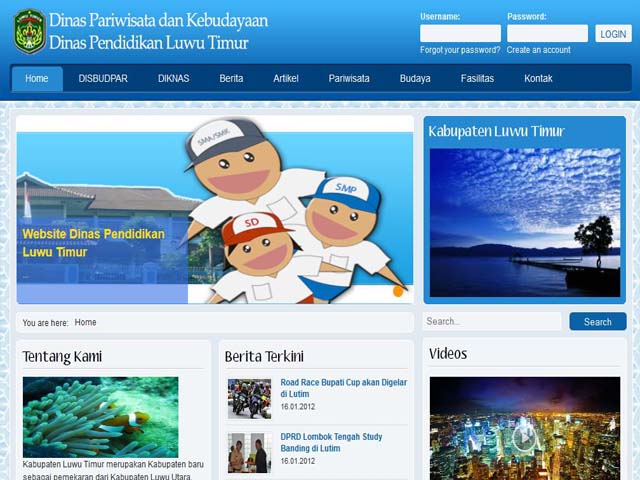 Dinas Pariwisata dan Kebudayaan
Dinas Pendidikan Luwu Timur
Username:
Password:
LOGIN
Forgot your password?
Create an account
Home
DISBUDPAR
DIKNAS
Berita
Artikel
Pariwisata
Budaya
Fasilitas
Kontak
SMA/SMK
SMP
SD
Website Dinas Pendidikan
Luwu Timur
Kabupaten Luwu Timur
You are here: Home
Search...
Search
Tentang Kami
Kabupaten Luwu Timur merupakan Kabupaten baru
sebagai pemekaran dari Kabupaten Luwu Utara.
Berita Terkini
Road Race Bupati Cup akan Digelar
di Lutim
16.01.2012
DPRD Lombok Tengah Study
Banding di Lutim
16.01.2012
Videos